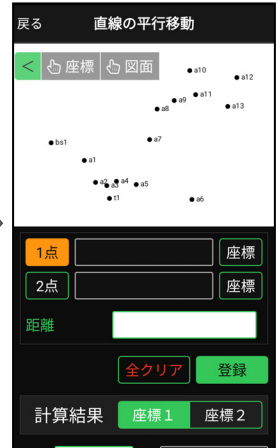 戻る 直線の平行移動
< 座標 図面
a10
a12
a11
a9
a13
a8
a7
bs1
a1
a2 a3 a4 a5
t1
a6
1点 座標
2点 座標
距離
全クリア 登録
計算結果 座標1 座標2